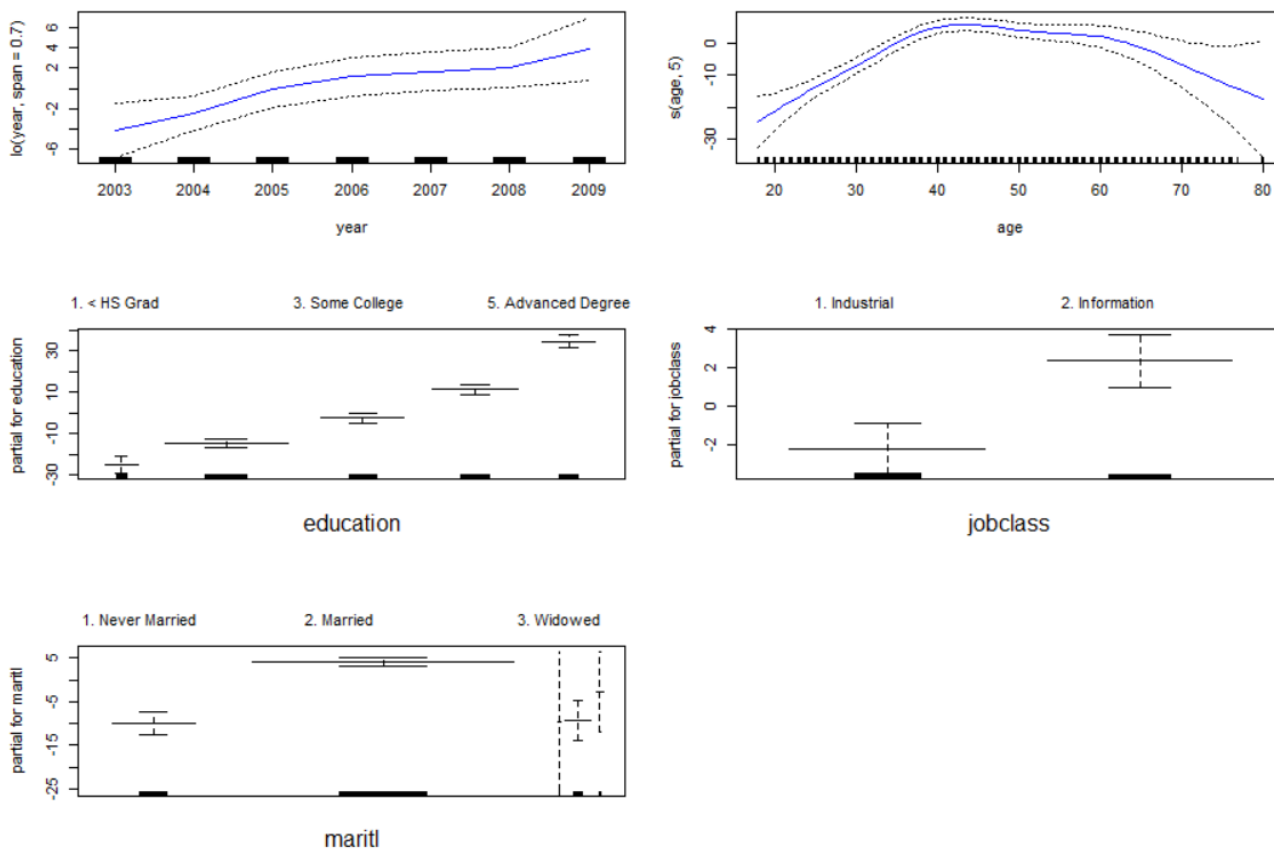 lo(year, span = 0.7)
6
4
2
-2
-6
2003 2004 2005 2006 2007 2008 2009
year
s(age, 5)
0
-10
-30
20 30 40 50 60 70 80
age
1. < HS Grad 3. Some College 5. Advanced Degree
partial for education
30
10
-10
-30
education
1. Industrial 2. Information
partial for jobclass
4
2
0
-2
jobclass
1. Never Married 2. Married 3. Widowed
partial for maritl
5
-5
-15
-25
maritl